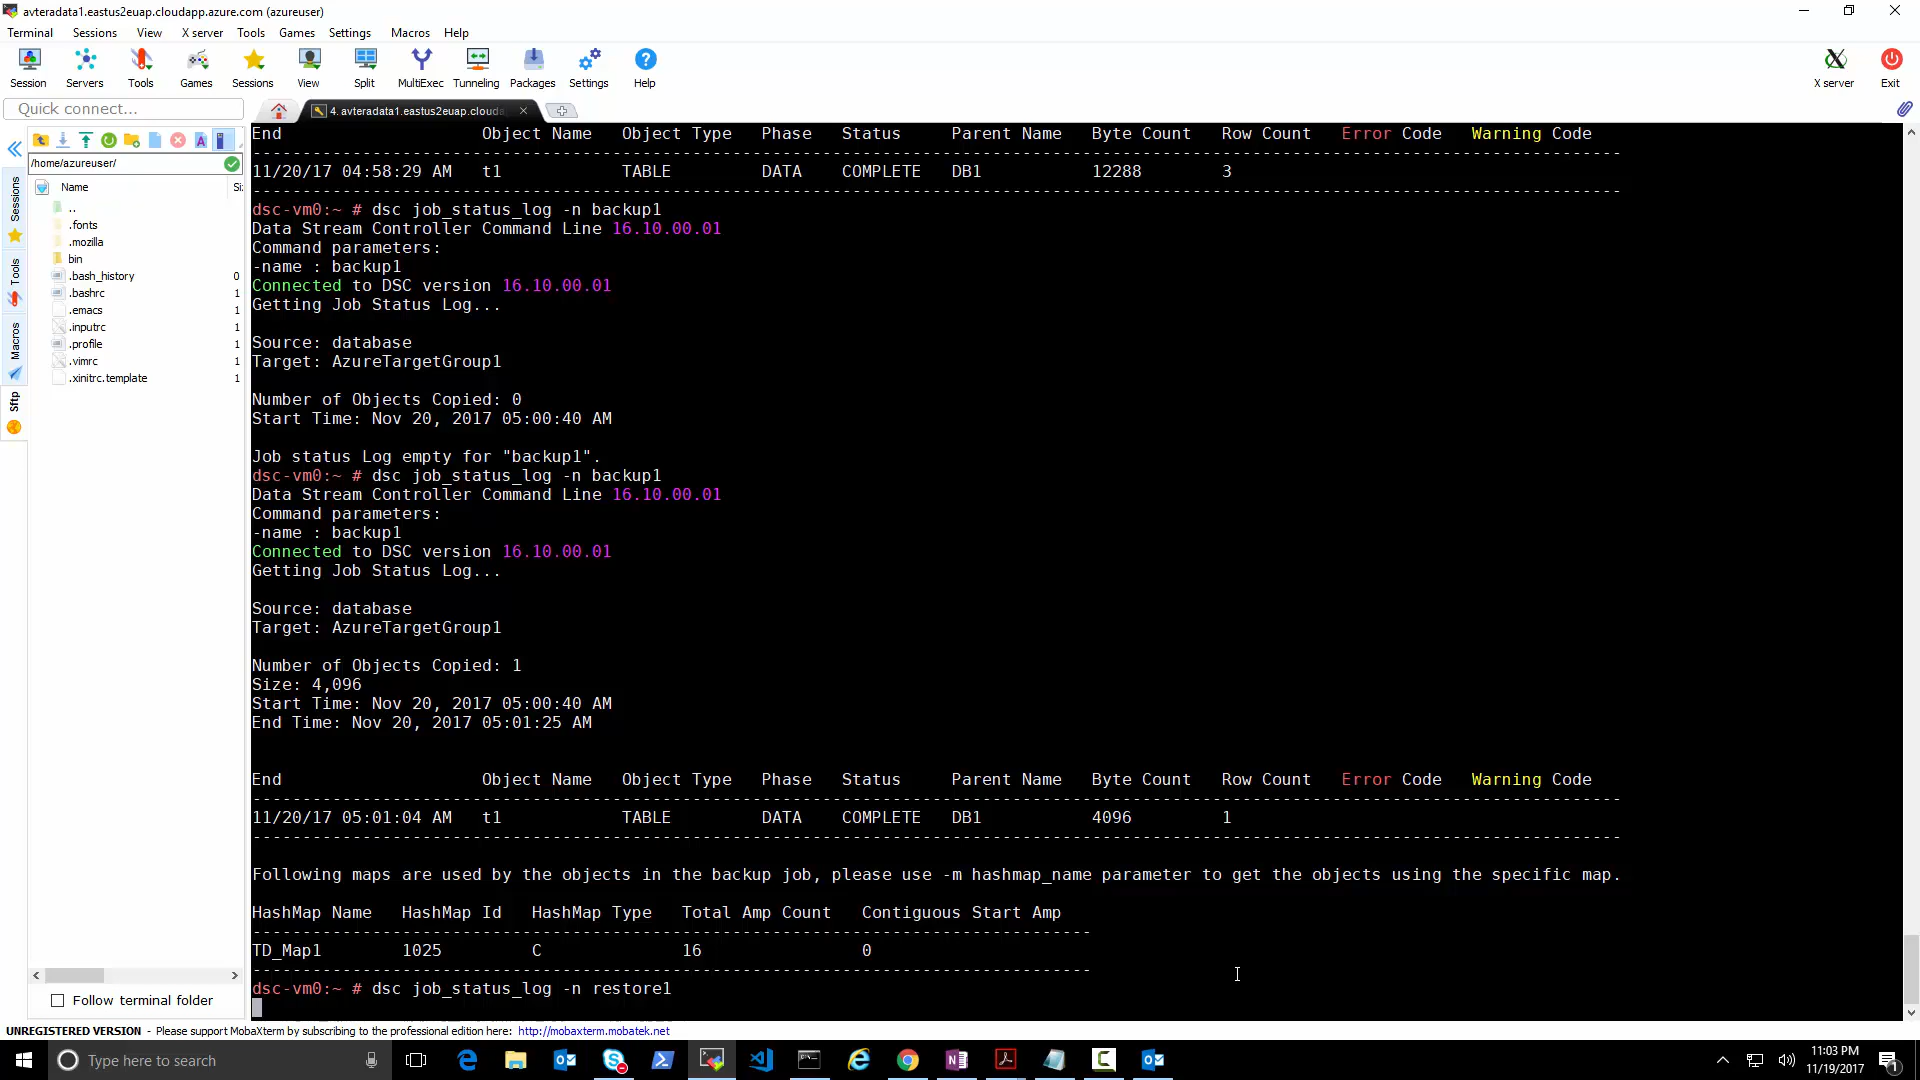 avteradata1.eastus2euap.cloudapp.azure.com (azureuser)
Terminal Sessions View X server Tools Games Settings Macros Help
Session Servers Tools Games Sessions View Split MultiExec Tunneling Packages Settings Help X server Exit
Quick connect...
4. avteradata1.eastus2euap.clouda
/home/azureuser/
Name
..
.fonts
.mozilla
bin
.bash_history 0
.bashrc 1
.emacs 1
.inputrc 1
.profile 1
.vimrc 1
.xinitrc.template 1
Sessions
Tools
Macros
Sftp
Follow terminal folder
End Object Name Object Type Phase Status Parent Name Byte Count Row Count Error Code Warning Code
11/20/17 04:58:29 AM t1 TABLE DATA COMPLETE DB1 12288 3
dsc-vm0:~ # dsc job_status_log -n backup1
Data Stream Controller Command Line 16.10.00.01
Command parameters:
-name : backup1
Connected to DSC version 16.10.00.01
Getting Job Status Log...
Source: database
Target: AzureTargetGroup1
Number of Objects Copied: 0
Start Time: Nov 20, 2017 05:00:40 AM
Job status Log empty for "backup1".
dsc-vm0:~ # dsc job_status_log -n backup1
Data Stream Controller Command Line 16.10.00.01
Command parameters:
-name : backup1
Connected to DSC version 16.10.00.01
Getting Job Status Log...
Source: database
Target: AzureTargetGroup1
Number of Objects Copied: 1
Size: 4,096
Start Time: Nov 20, 2017 05:00:40 AM
End Time: Nov 20, 2017 05:01:25 AM
End Object Name Object Type Phase Status Parent Name Byte Count Row Count Error Code Warning Code
11/20/17 05:01:04 AM t1 TABLE DATA COMPLETE DB1 4096 1
Following maps are used by the objects in the backup job, please use -m hashmap_name parameter to get the objects using the specific map.
HashMap Name HashMap Id HashMap Type Total Amp Count Contiguous Start Amp
TD_Map1 1025 C 16 0
dsc-vm0:~ # dsc job_status_log -n restore1
UNREGISTERED VERSION - Please support MobaXterm by subscribing to the professional edition here: http://mobaxterm.mobatek.net
Type here to search
11:03 PM
11/19/2017
1